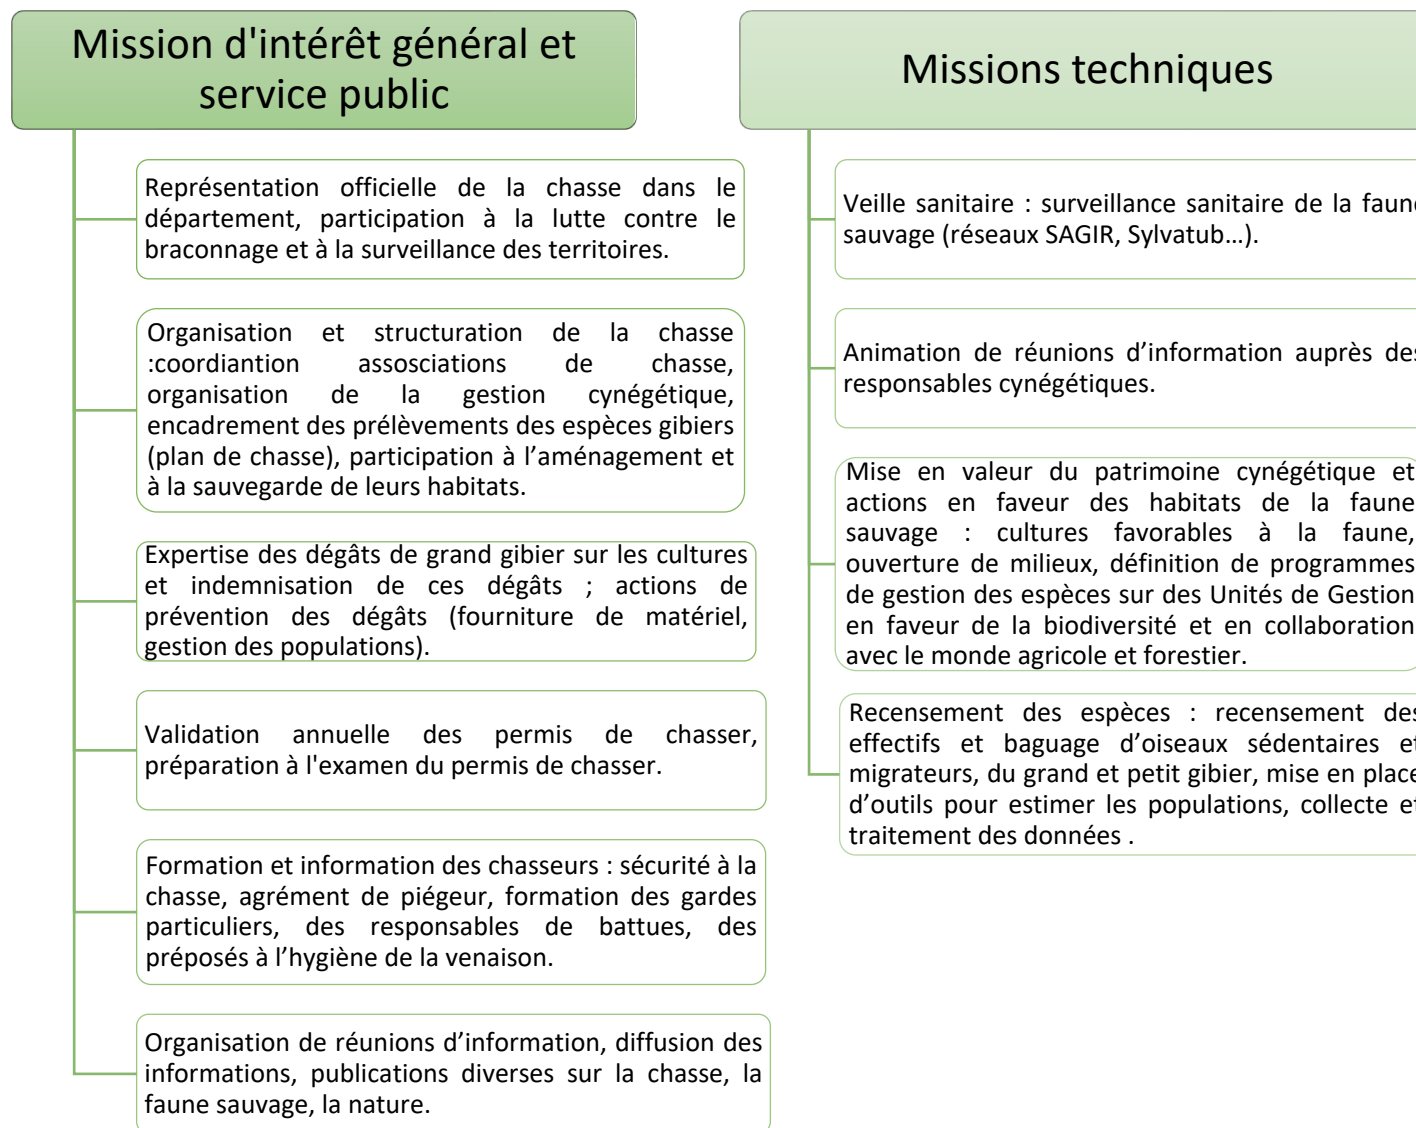 Mission d'intérêt général et
service public
Représentation officielle de la chasse dans le
département, participation à la lutte contre le
braconnage et à la surveillance des territoires.
Organisation et structuration de la chasse
:coordiantion assosciations de chasse,
organisation de la gestion cynégétique,
encadrement des prélèvements des espèces gibiers
(plan de chasse), participation à l’aménagement et
à la sauvegarde de leurs habitats.
Expertise des dégâts de grand gibier sur les cultures
et indemnisation de ces dégâts ; actions de
prévention des dégâts (fourniture de matériel,
gestion des populations).
Validation annuelle des permis de chasser,
préparation à l'examen du permis de chasser.
Formation et information des chasseurs : sécurité à la
chasse, agrément de piégeur, formation des gardes
particuliers, des responsables de battues, des
préposés à l’hygiène de la venaison.
Organisation de réunions d’information, diffusion des
informations, publications diverses sur la chasse, la
faune sauvage, la nature.
Missions techniques
Veille sanitaire : surveillance sanitaire de la faune
sauvage (réseaux SAGIR, Sylvatub…).
Animation de réunions d’information auprès des
responsables cynégétiques.
Mise en valeur du patrimoine cynégétique et
actions en faveur des habitats de la faune
sauvage : cultures favorables à la faune,
ouverture de milieux, définition de programmes
de gestion des espèces sur des Unités de Gestion
en faveur de la biodiversité et en collaboration
avec le monde agricole et forestier.
Recensement des espèces : recensement des
effectifs et baguage d’oiseaux sédentaires et
migrateurs, du grand et petit gibier, mise en place
d’outils pour estimer les populations, collecte et
traitement des données .